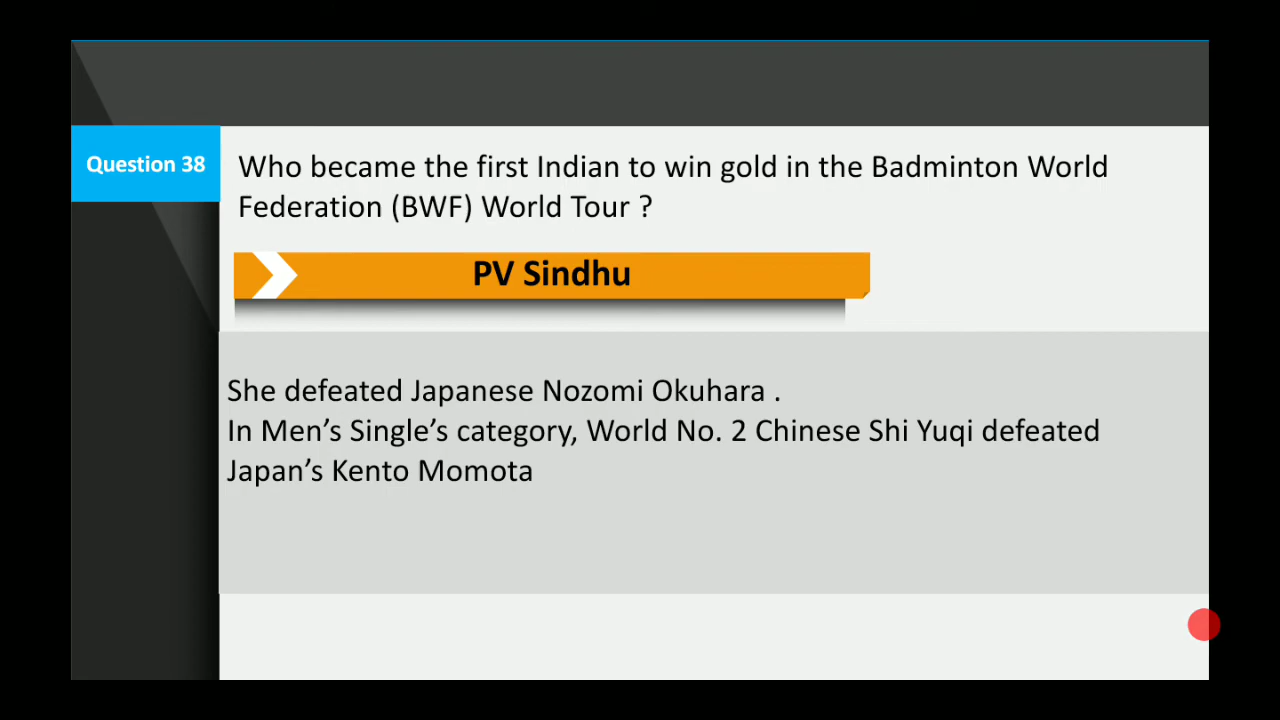 Question 38
Who became the first Indian to win gold in the Badminton World
Federation (BWF) World Tour ?
PV Sindhu
She defeated Japanese Nozomi Okuhara .
In Men’s Single’s category, World No. 2 Chinese Shi Yuqi defeated
Japan’s Kento Momota